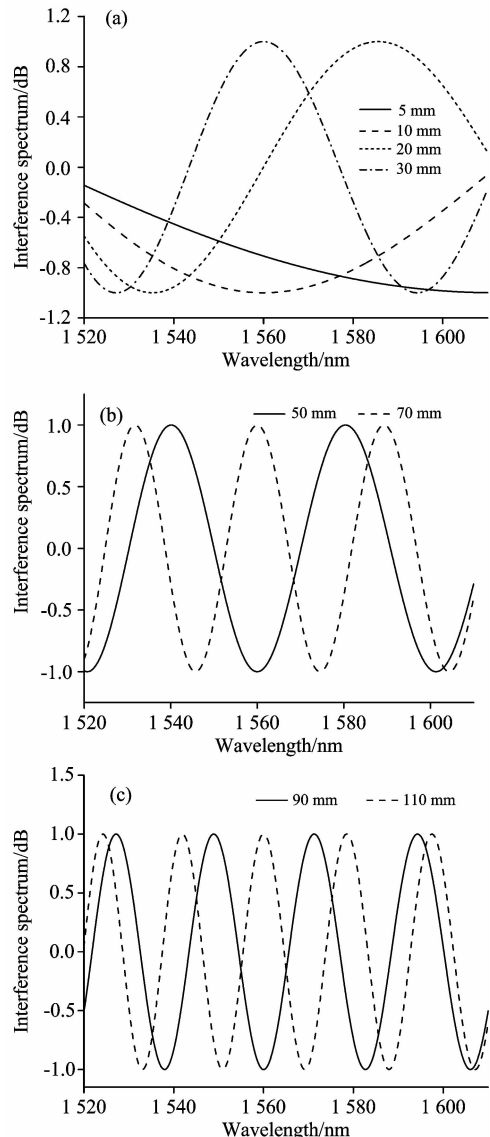 (a)
1.2
0.8
0.4
0.0
-0.4
-0.8
-1.2
Interference spectrum/dB
5 mm
10 mm
20 mm
30 mm
1 520
1 540
1 560
1 580
1 600
Wavelength/nm
(b)
50 mm
70 mm
1.0
0.5
0.0
-0.5
-1.0
Interference spectrum/dB
1 520
1 540
1 560
1 580
1 600
Wavelength/nm
(c)
90 mm
110 mm
1.5
1.0
0.5
0.0
-0.5
-1.0
Interference spectrum/dB
1 520
1 540
1 560
1 580
1 600
Wavelength/nm